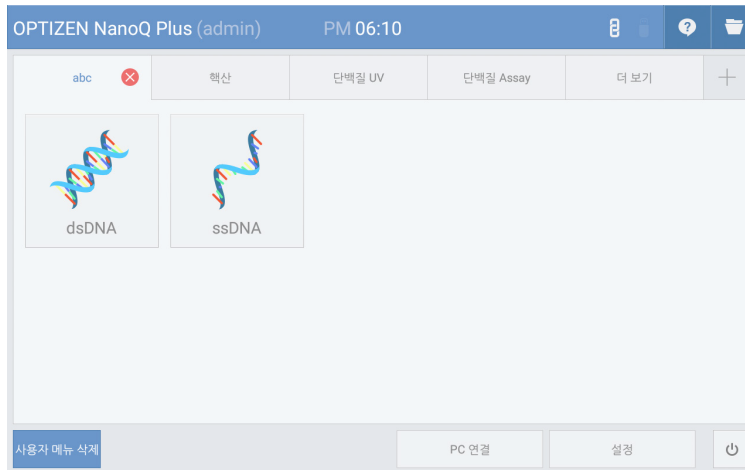 OPTIZEN NanoQ Plus (admin) PM 06:10
abc 핵산 단백질 UV 단백질 Assay 더 보기
dsDNA ssDNA
사용자 메뉴 삭제 PC 연결 설정